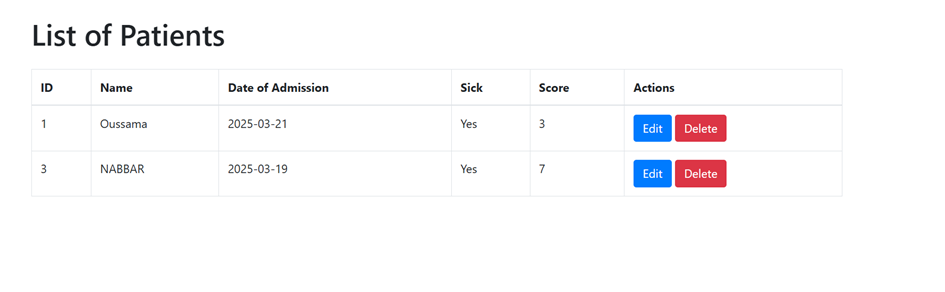 List of Patients
ID Name Date of Admission Sick Score Actions
1 Oussama 2025-03-21 Yes 3 Edit Delete
3 NABBAR 2025-03-19 Yes 7 Edit Delete